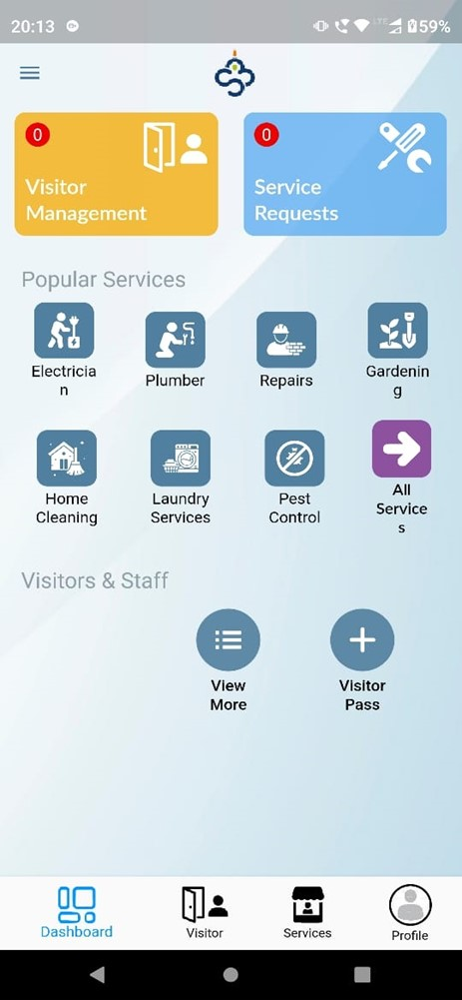 20:13
LTE
59%
0
Visitor
Management
0
Service
Requests
Popular Services
Electricia
n
Plumber
Repairs
Gardenin
g
Home
Cleaning
Laundry
Services
Pest
Control
All
Service
s
Visitors & Staff
View
More
Visitor
Pass
Dashboard
Visitor
Services
Profile